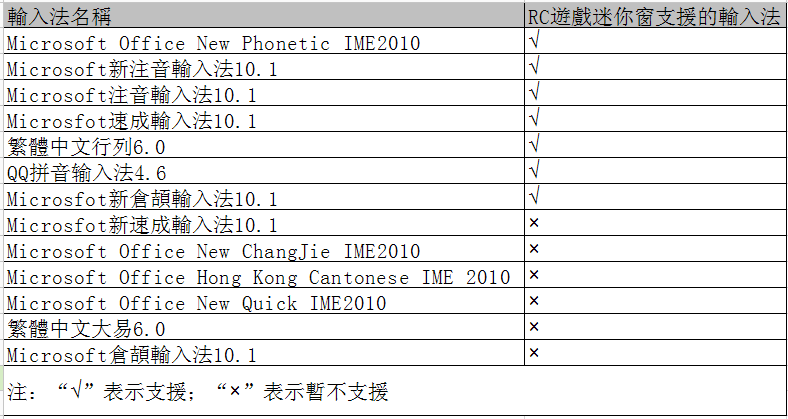 輸入法名稱 RC遊戲迷你窗支援的輸入法
Microsoft Office New Phonetic IME2010 √
Microsoft新注音輸入法10.1 √
Microsoft注音輸入法10.1 √
Microsfot速成輸入法10.1 √
繁體中文行列6.0 √
QQ拼音输入法4.6 √
Microsfot新倉頡輸入法10.1 √
Microsfot新速成輸入法10.1 ×
Microsoft Office New ChangJie IME2010 ×
Microsoft Office Hong Kong Cantonese IME 2010 ×
Microsoft Office New Quick IME2010 ×
繁體中文大易6.0 ×
Microsoft倉頡輸入法10.1 ×
注：“√”表示支援；“×”表示暫不支援